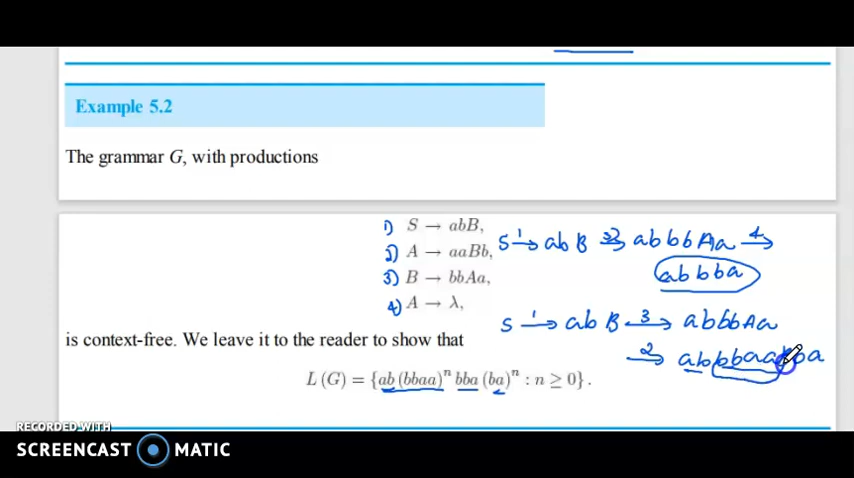 Example 5.2
The grammar G, with productions
1) S → abB,
2) A → aaBb,
3) B → bbAa,
4) A → λ,
S →1 abB →3 abbbAa →4
abbba
S →1 abB →3 abbbAa
→2
is context-free. We leave it to the reader to show that
L (G) = {ab (bbaa)ⁿ bba (ba)ⁿ : n ≥ 0} .
RECORDED WITH
SCREENCAST MATIC